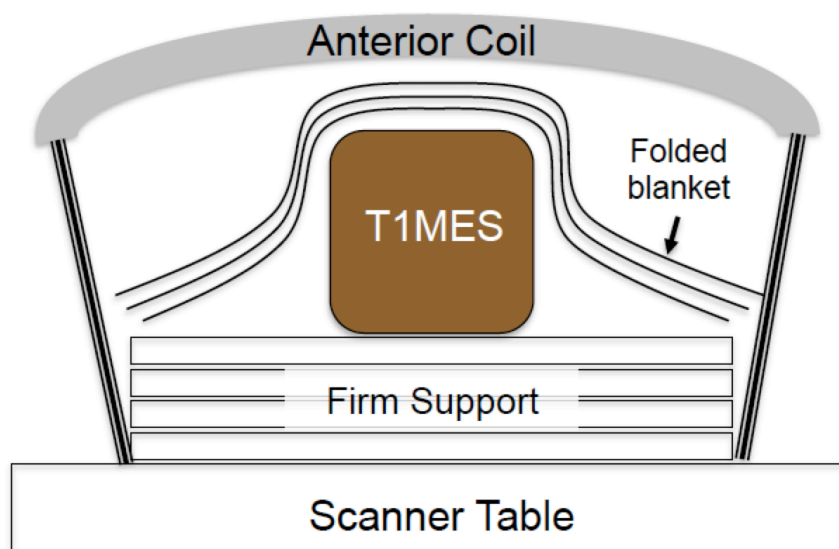 Anterior Coil
Folded
blanket
T1MES
Firm Support
Scanner Table